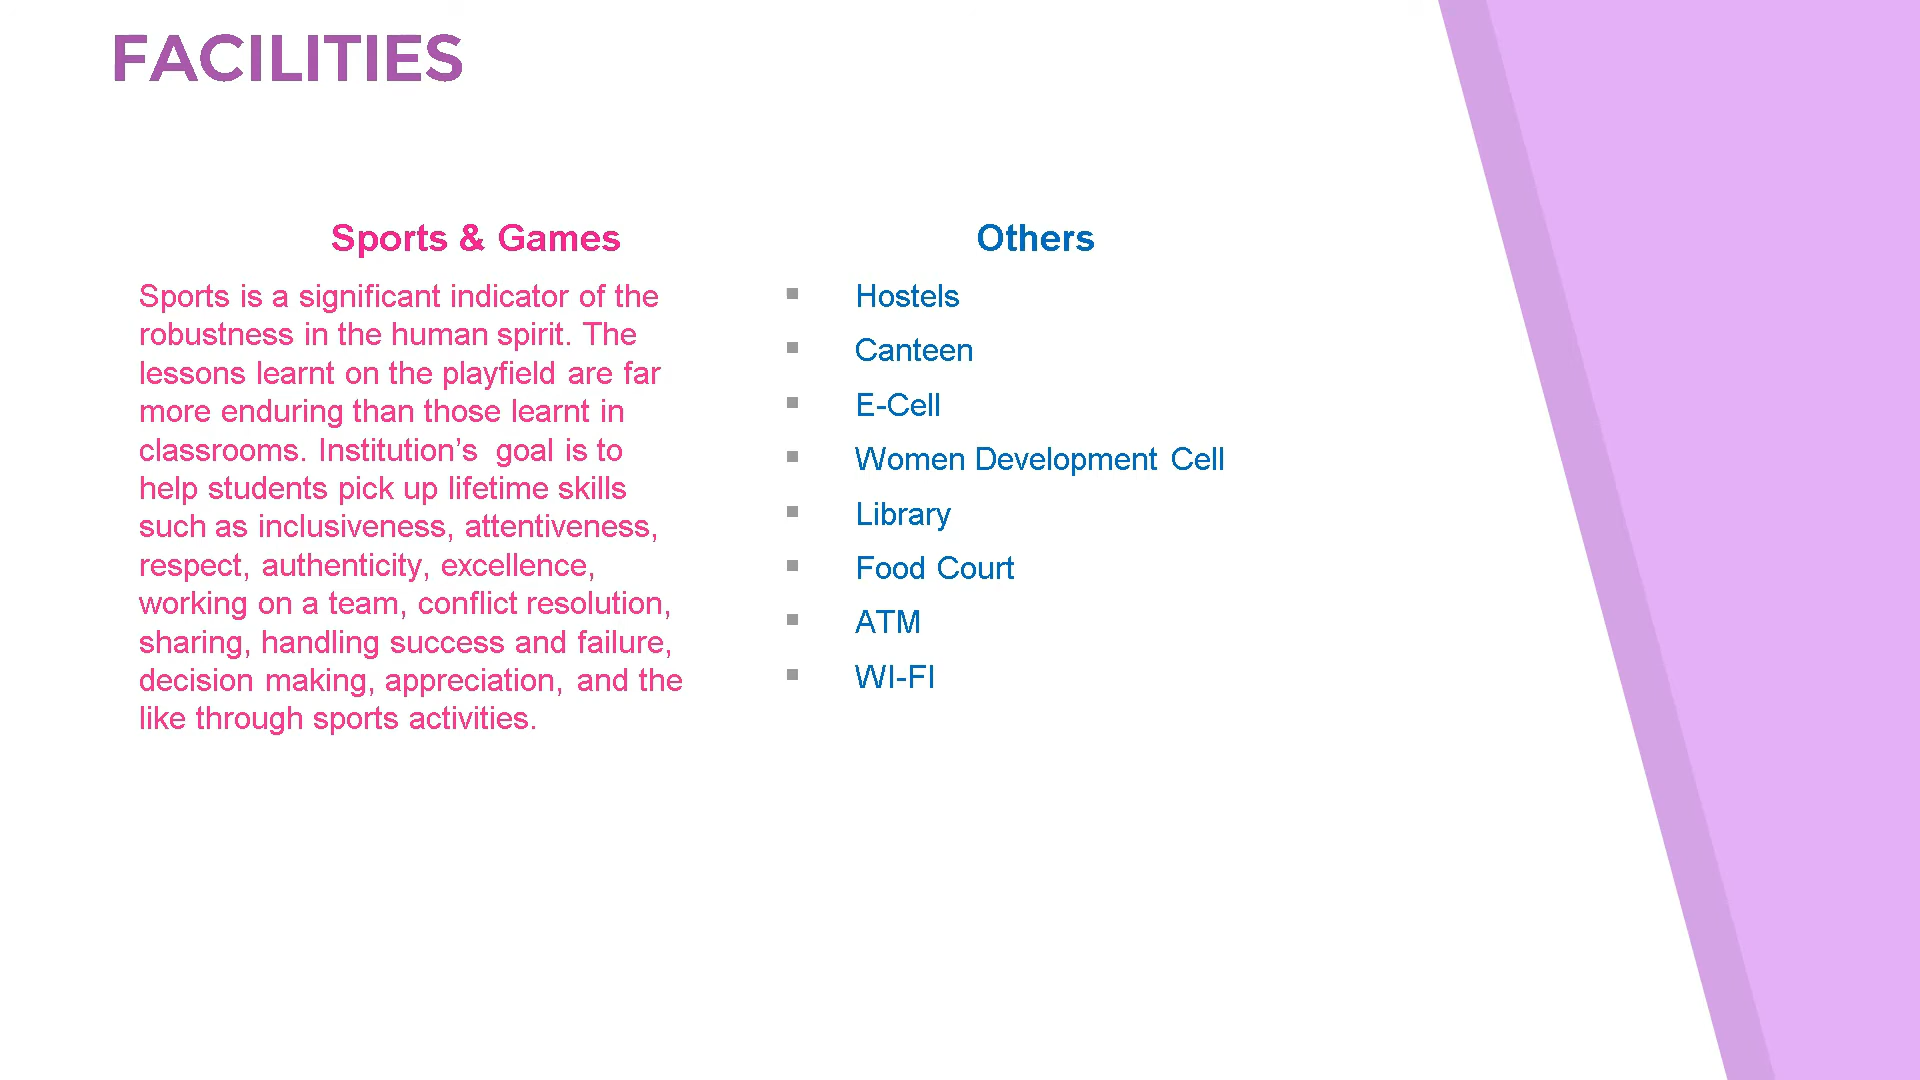 FACILITIES
Sports & Games
Sports is a significant indicator of the
robustness in the human spirit. The
lessons learnt on the playfield are far
more enduring than those learnt in
classrooms. Institution’s  goal is to
help students pick up lifetime skills
such as inclusiveness, attentiveness,
respect, authenticity, excellence,
working on a team, conflict resolution,
sharing, handling success and failure,
decision making, appreciation, and the
like through sports activities.
Others
▪ Hostels
▪ Canteen
▪ E-Cell
▪ Women Development Cell
▪ Library
▪ Food Court
▪ ATM
▪ WI-FI